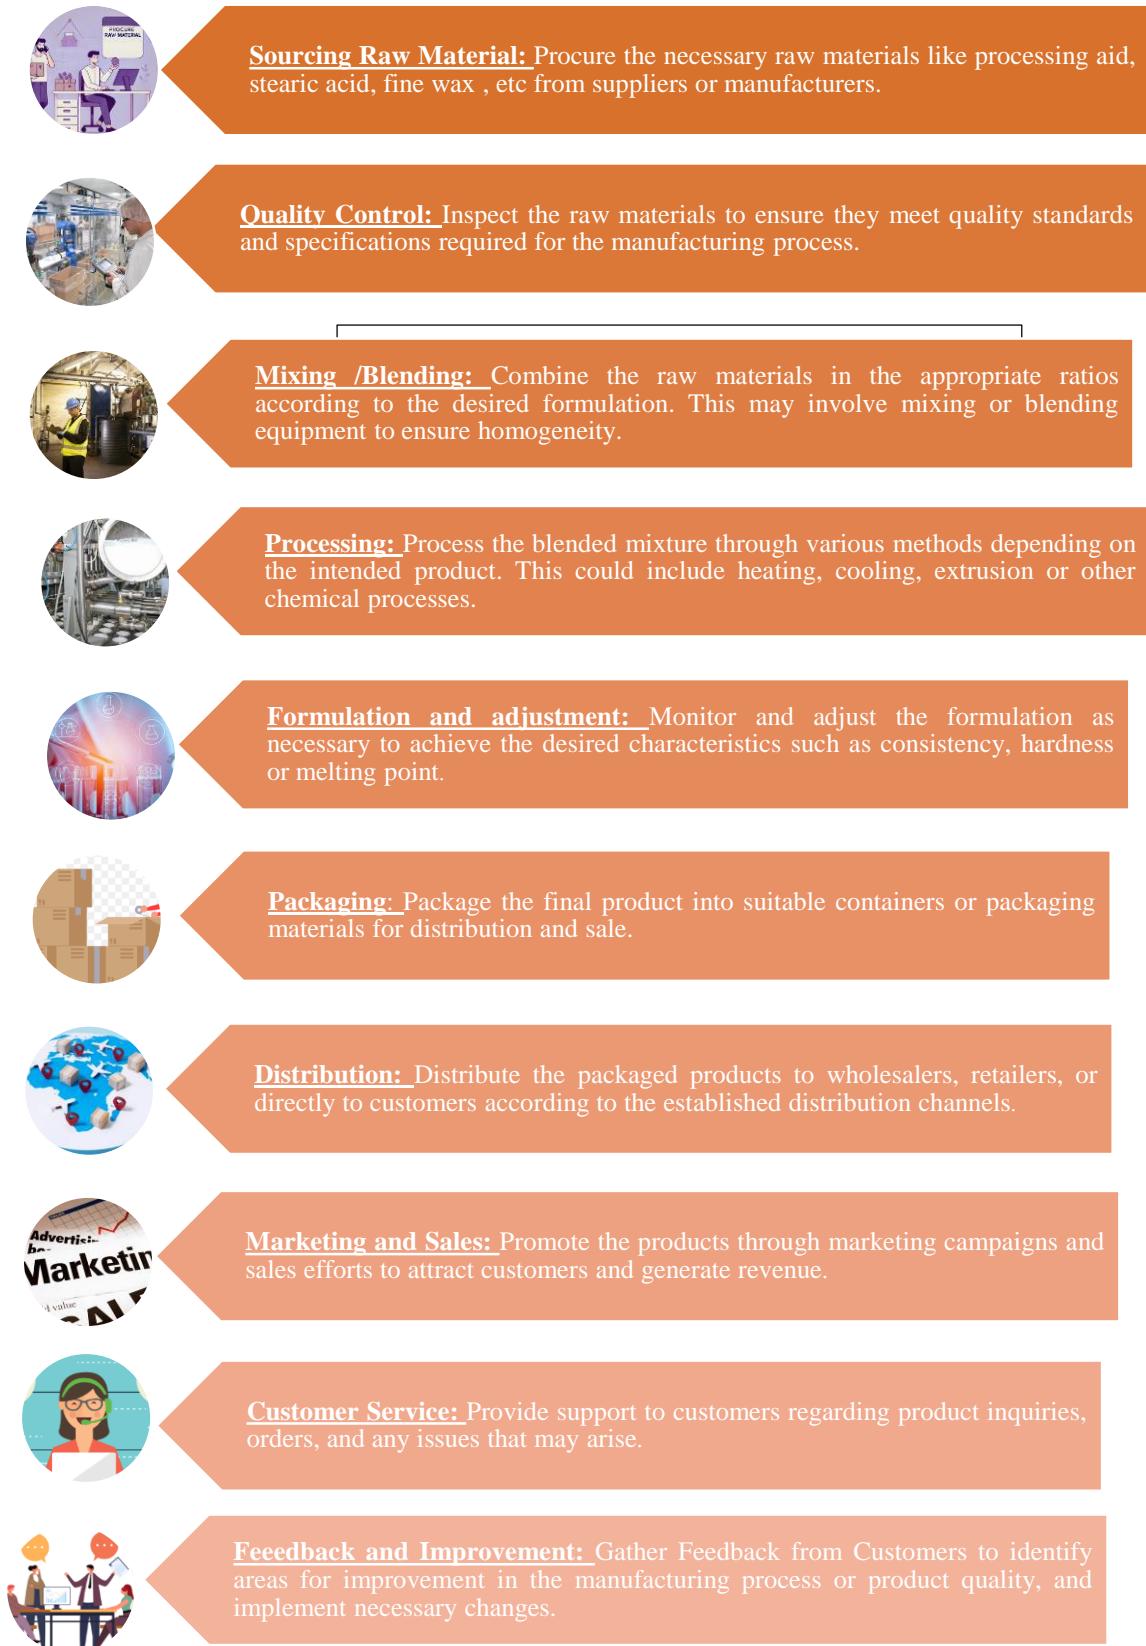 PROCURE
RAW MATERIAL
Sourcing Raw Material: Procure the necessary raw materials like processing aid,
stearic acid, fine wax , etc from suppliers or manufacturers.
Quality Control: Inspect the raw materials to ensure they meet quality standards
and specifications required for the manufacturing process.
Mixing /Blending: Combine the raw materials in the appropriate ratios
according to the desired formulation. This may involve mixing or blending
equipment to ensure homogeneity.
Processing: Process the blended mixture through various methods depending on
the intended product. This could include heating, cooling, extrusion or other
chemical processes.
Formulation and adjustment: Monitor and adjust the formulation as
necessary to achieve the desired characteristics such as consistency, hardness
or melting point.
Packaging: Package the final product into suitable containers or packaging
materials for distribution and sale.
Distribution: Distribute the packaged products to wholesalers, retailers, or
directly to customers according to the established distribution channels.
Advertisi
Marketin
value
SALE
Marketing and Sales: Promote the products through marketing campaigns and
sales efforts to attract customers and generate revenue.
Customer Service: Provide support to customers regarding product inquiries,
orders, and any issues that may arise.
Feeedback and Improvement: Gather Feedback from Customers to identify
areas for improvement in the manufacturing process or product quality, and
implement necessary changes.